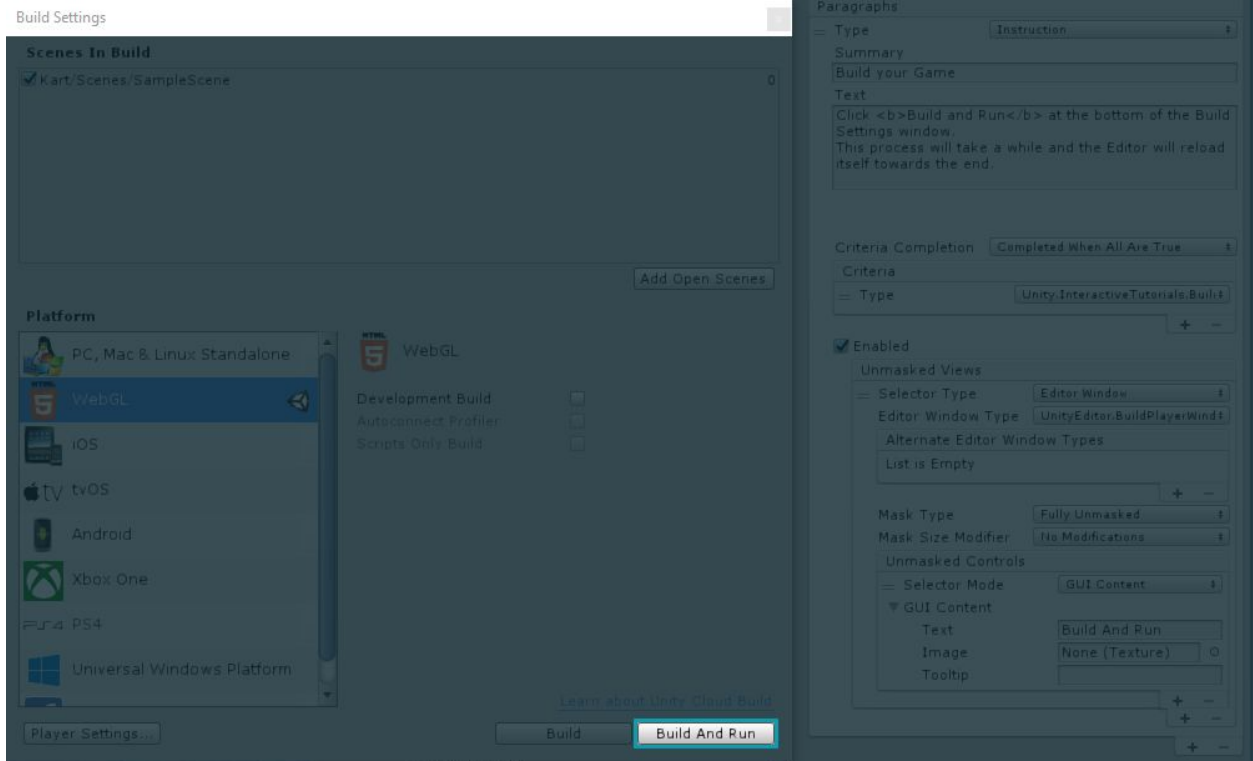 Build Settings
Scenes In Build
Kart/Scenes/SampleScene 0
Add Open Scenes
Platform
PC, Mac & Linux Standalone
HTML
5 WebGL
iOS
tv tvOS
Android
Xbox One
PS4 PS4
Universal Windows Platform
HTML
5 WebGL
Development Build
Autoconnect Profiler
Scripts Only Build
Learn about Unity Cloud Build
Player Settings...
Build
Build And Run
Paragraphs
Type Instruction
Summary
Build your Game
Text
Click <b>Build and Run</b> at the bottom of the Build
Settings window.
This process will take a while and the Editor will reload
itself towards the end.
Criteria Completion Completed When All Are True
Criteria
Type Unity.InteractiveTutorials.Build
+ −
Enabled
Unmasked Views
Selector Type Editor Window
Editor Window Type UnityEditor.BuildPlayerWind
Alternate Editor Window Types
List is Empty
+ −
Mask Type Fully Unmasked
Mask Size Modifier No Modifications
Unmasked Controls
Selector Mode GUI Content
GUI Content
Text Build And Run
Image None (Texture)
Tooltip
+ −
+ −
+ −